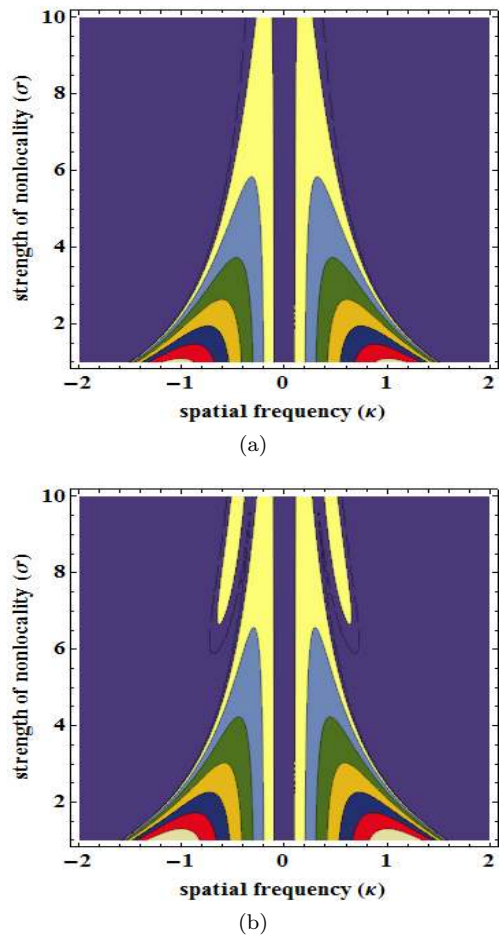 10
8
6
4
2
strength of nonlocality (σ)
−2 −1 0 1 2
spatial frequency (κ)
(a)
10
8
6
4
2
strength of nonlocality (σ)
−2 −1 0 1 2
spatial frequency (κ)
(b)